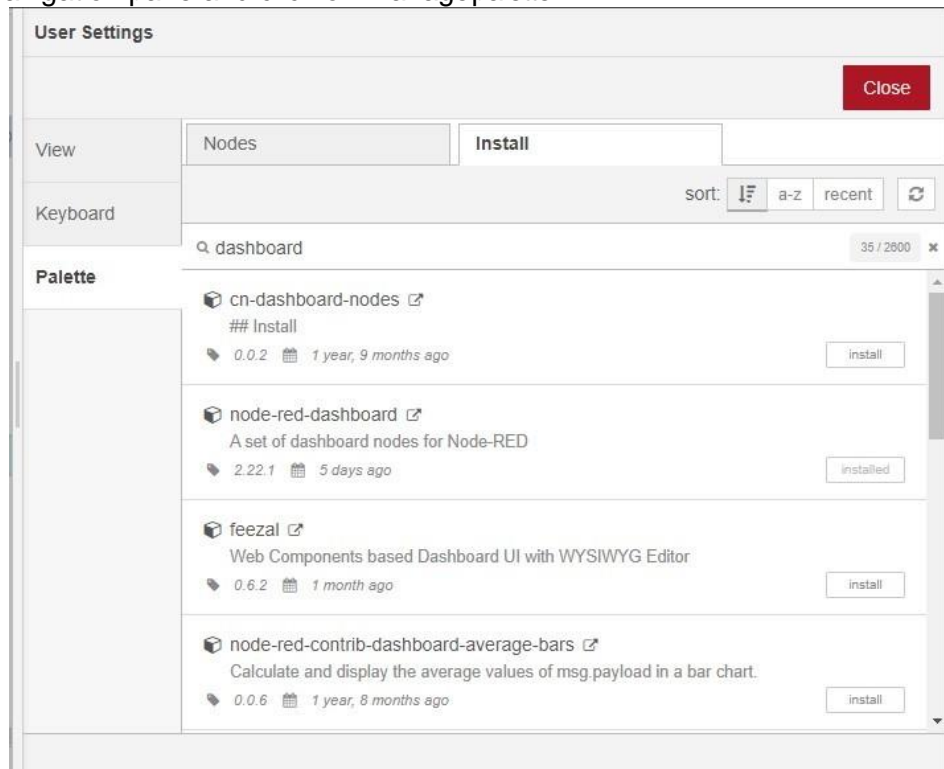 User Settings
Close
View
Keyboard
Palette
Nodes
Install
sort: a-z recent
dashboard 35 / 2600
cn-dashboard-nodes
## Install
0.0.2 1 year, 9 months ago install
node-red-dashboard
A set of dashboard nodes for Node-RED
2.22.1 5 days ago installed
feezal
Web Components based Dashboard UI with WYSIWYG Editor
0.6.2 1 month ago install
node-red-contrib-dashboard-average-bars
Calculate and display the average values of msg.payload in a bar chart.
0.0.6 1 year, 8 months ago install